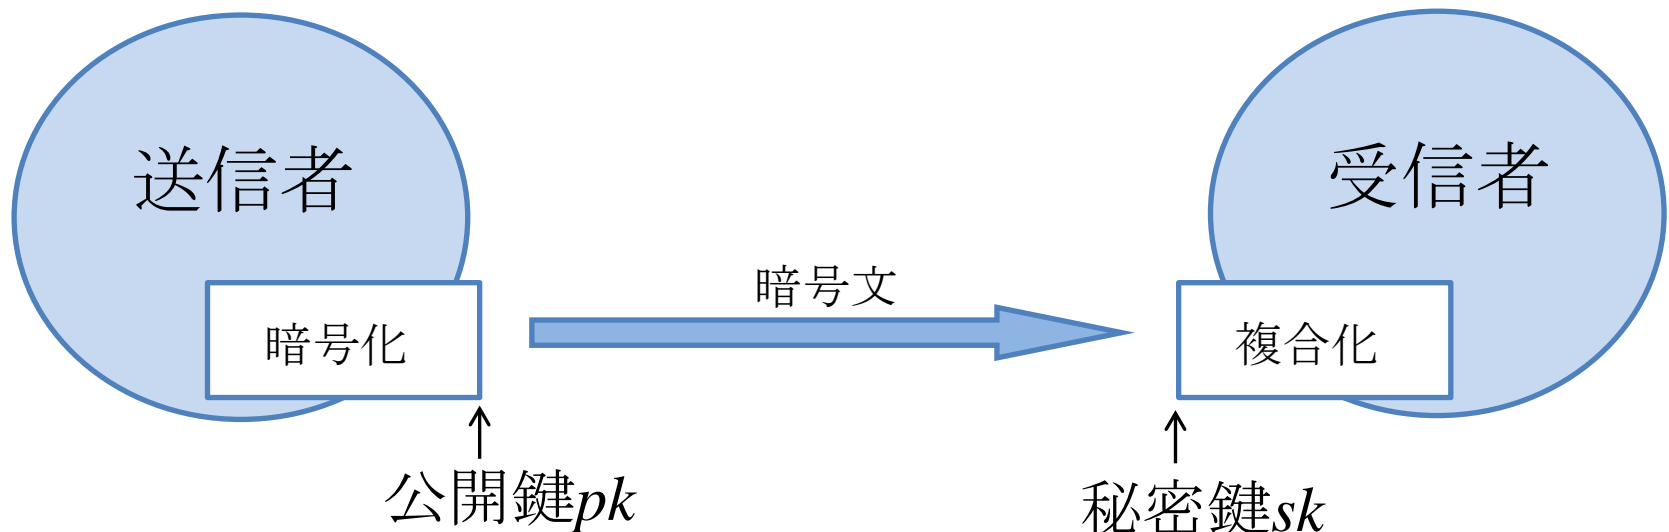 送信者
受信者
暗号文
暗号化
複合化
公開鍵pk
秘密鍵sk